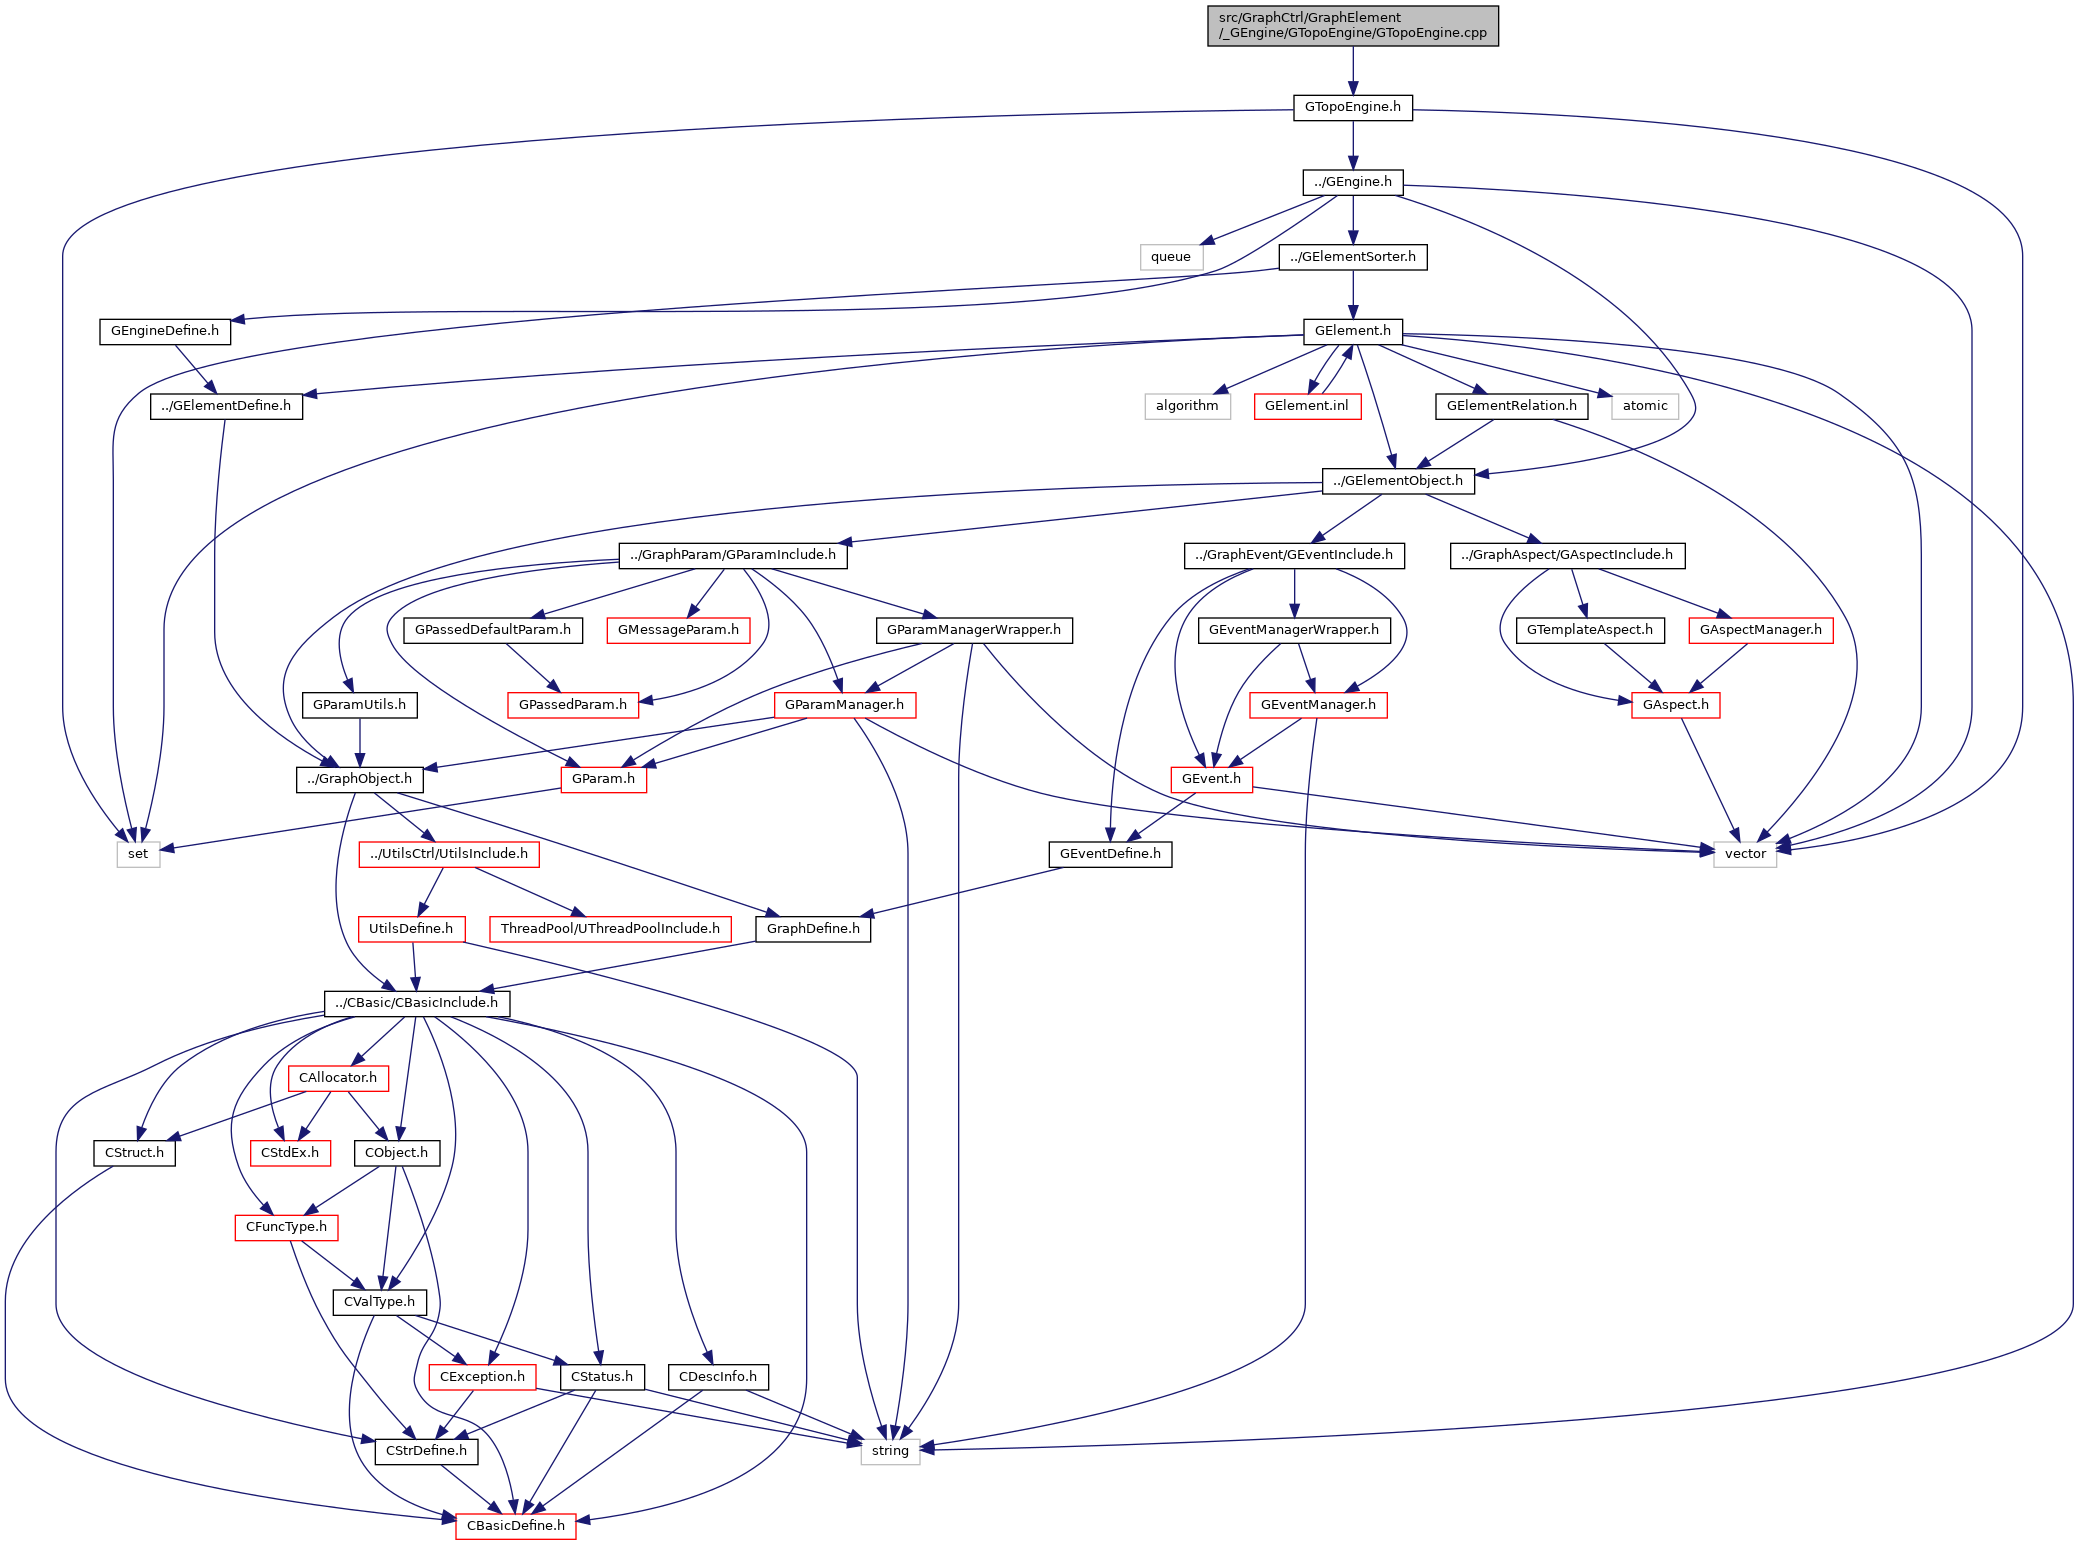 src/GraphCtrl/GraphElement
/_GEngine/GTopoEngine/GTopoEngine.cpp
GTopoEngine.h
../GEngine.h
queue
../GElementSorter.h
GEngineDefine.h
GElement.h
../GElementDefine.h
algorithm
GElement.inl
GElementRelation.h
atomic
../GElementObject.h
../GraphParam/GParamInclude.h
../GraphEvent/GEventInclude.h
../GraphAspect/GAspectInclude.h
GPassedDefaultParam.h
GMessageParam.h
GParamManagerWrapper.h
GEventManagerWrapper.h
GTemplateAspect.h
GAspectManager.h
GParamUtils.h
GPassedParam.h
GParamManager.h
GEventManager.h
GAspect.h
../GraphObject.h
GParam.h
GEvent.h
set
../UtilsCtrl/UtilsInclude.h
GEventDefine.h
vector
UtilsDefine.h
ThreadPool/UThreadPoolInclude.h
GraphDefine.h
../CBasic/CBasicInclude.h
CAllocator.h
CStruct.h
CStdEx.h
CObject.h
CFuncType.h
CValType.h
CException.h
CStatus.h
CDescInfo.h
CStrDefine.h
string
CBasicDefine.h